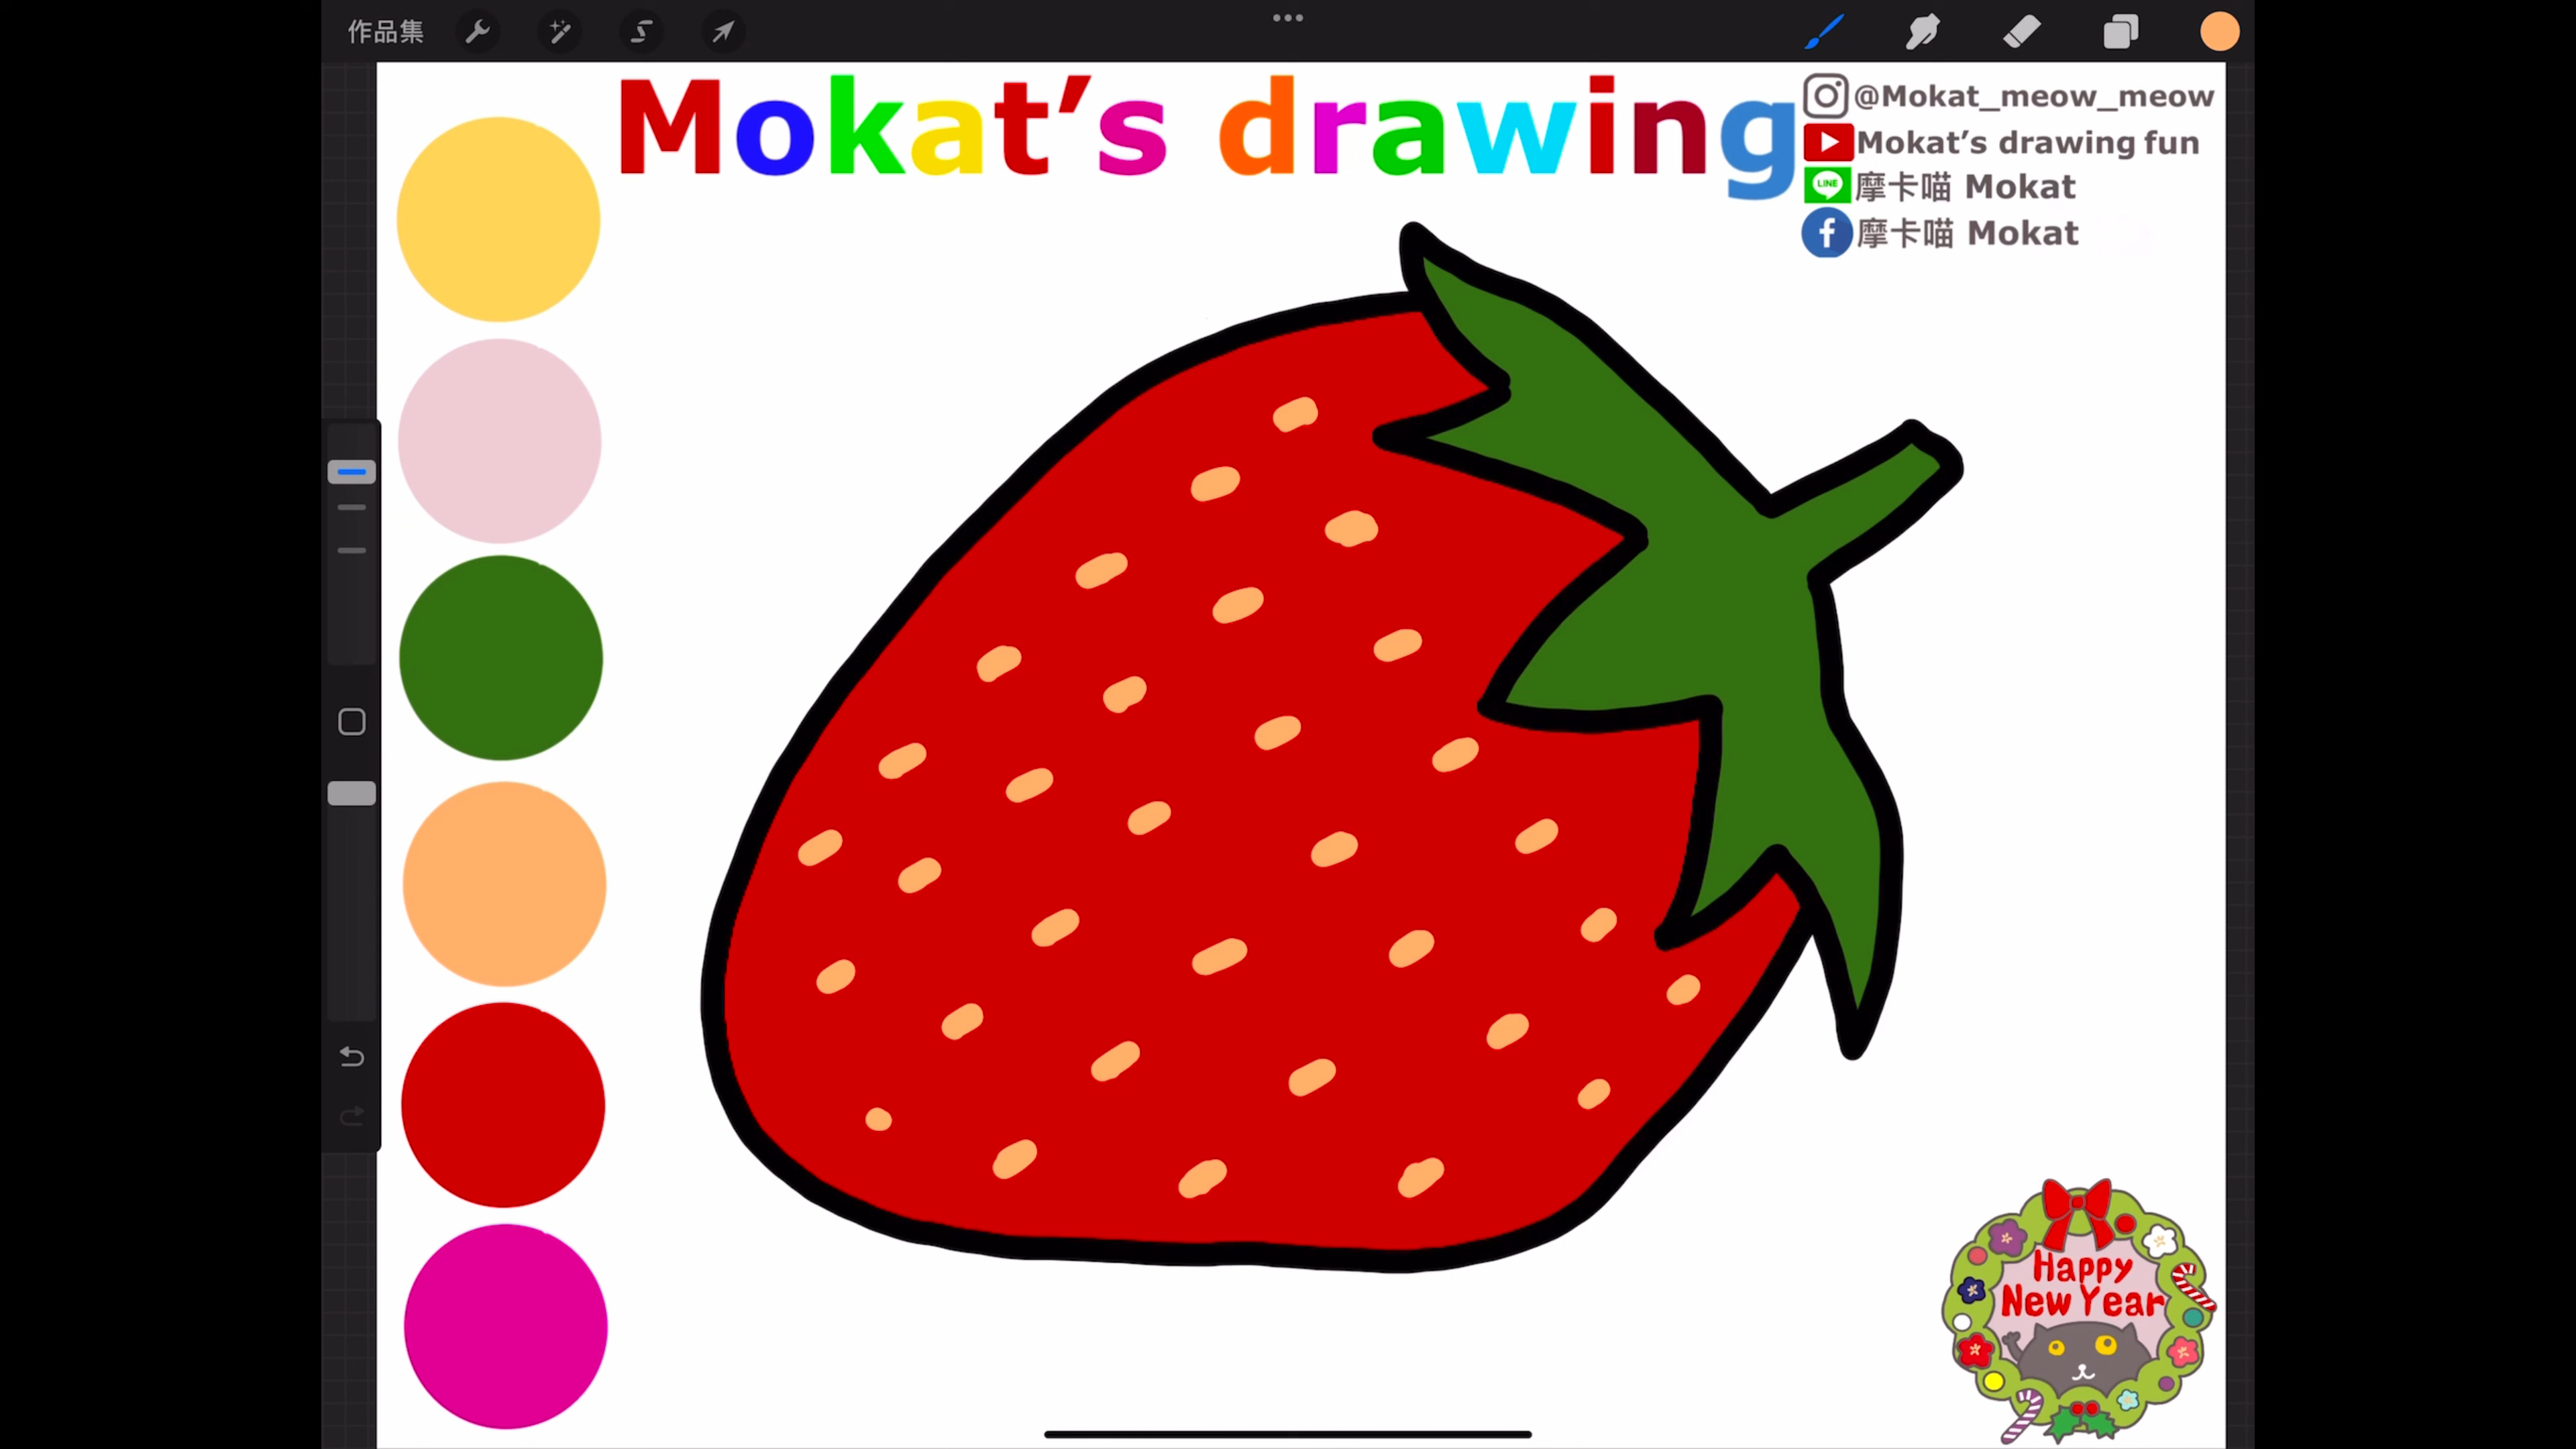 作品集
Mokat’s drawing
@Mokat_meow_meow
Mokat’s drawing fun
LINE
摩卡喵 Mokat
摩卡喵 Mokat
Happy
New Year